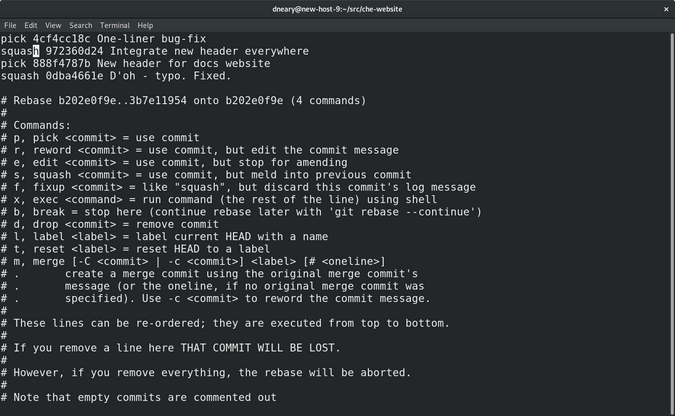 dneary@new-host-9:~/src/che-website
File Edit View Search Terminal Help
pick 4cf4cc18c One-liner bug-fix
squash 972360d24 Integrate new header everywhere
pick 888f4787b New header for docs website
squash 0dba4661e D'oh - typo. Fixed.
# Rebase b202e0f9e..3b7e11954 onto b202e0f9e (4 commands)
#
# Commands:
# p, pick <commit> = use commit
# r, reword <commit> = use commit, but edit the commit message
# e, edit <commit> = use commit, but stop for amending
# s, squash <commit> = use commit, but meld into previous commit
# f, fixup <commit> = like "squash", but discard this commit's log message
# x, exec <command> = run command (the rest of the line) using shell
# b, break = stop here (continue rebase later with 'git rebase --continue')
# d, drop <commit> = remove commit
# l, label <label> = label current HEAD with a name
# t, reset <label> = reset HEAD to a label
# m, merge [-C <commit> | -c <commit>] <label> [# <oneline>]
# . create a merge commit using the original merge commit's
# . message (or the oneline, if no original merge commit was
# . specified). Use -c <commit> to reword the commit message.
#
# These lines can be re-ordered; they are executed from top to bottom.
#
# If you remove a line here THAT COMMIT WILL BE LOST.
#
# However, if you remove everything, the rebase will be aborted.
#
# Note that empty commits are commented out